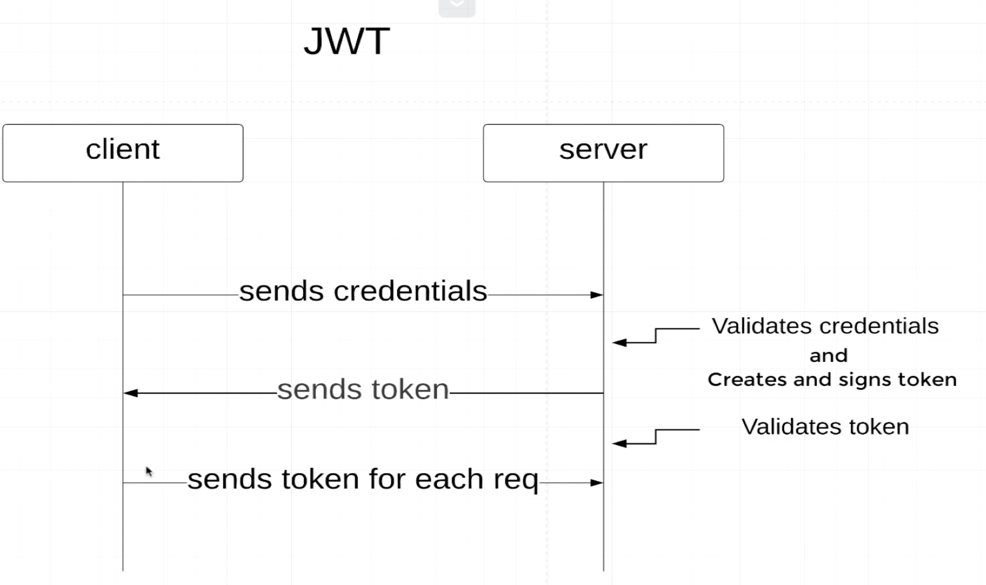 JWT
client
server
sends credentials
Validates credentials
and
Creates and signs token
sends token
Validates token
sends token for each req